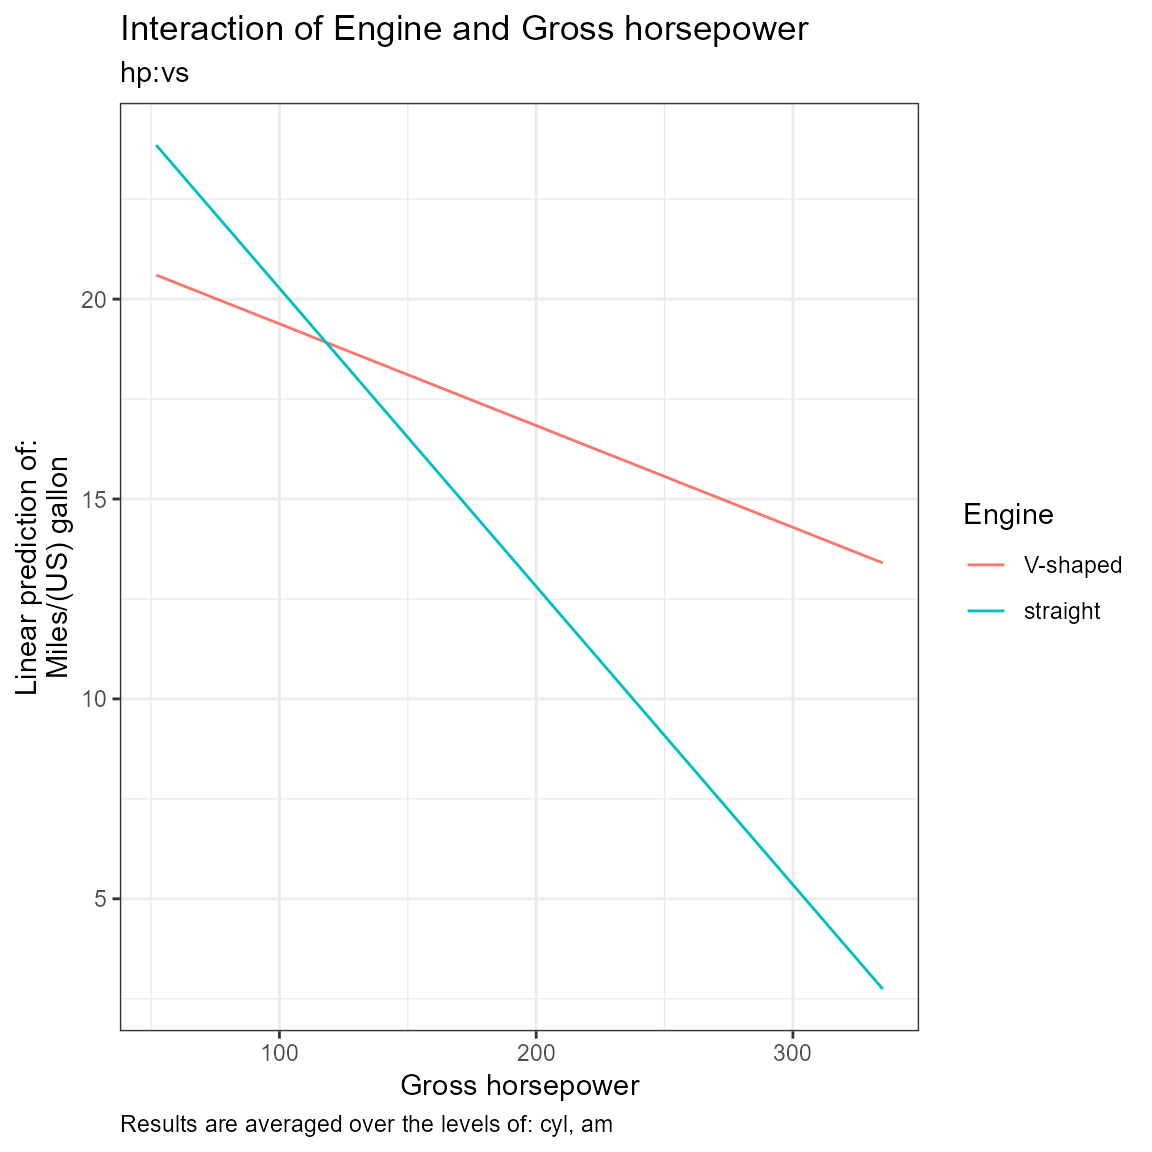 Interaction of Engine and Gross horsepower
hp:vs
Linear prediction of:
Miles/(US) gallon
20
15
10
5
100
200
300
Gross horsepower
Engine
V-shaped
straight
Results are averaged over the levels of: cyl, am